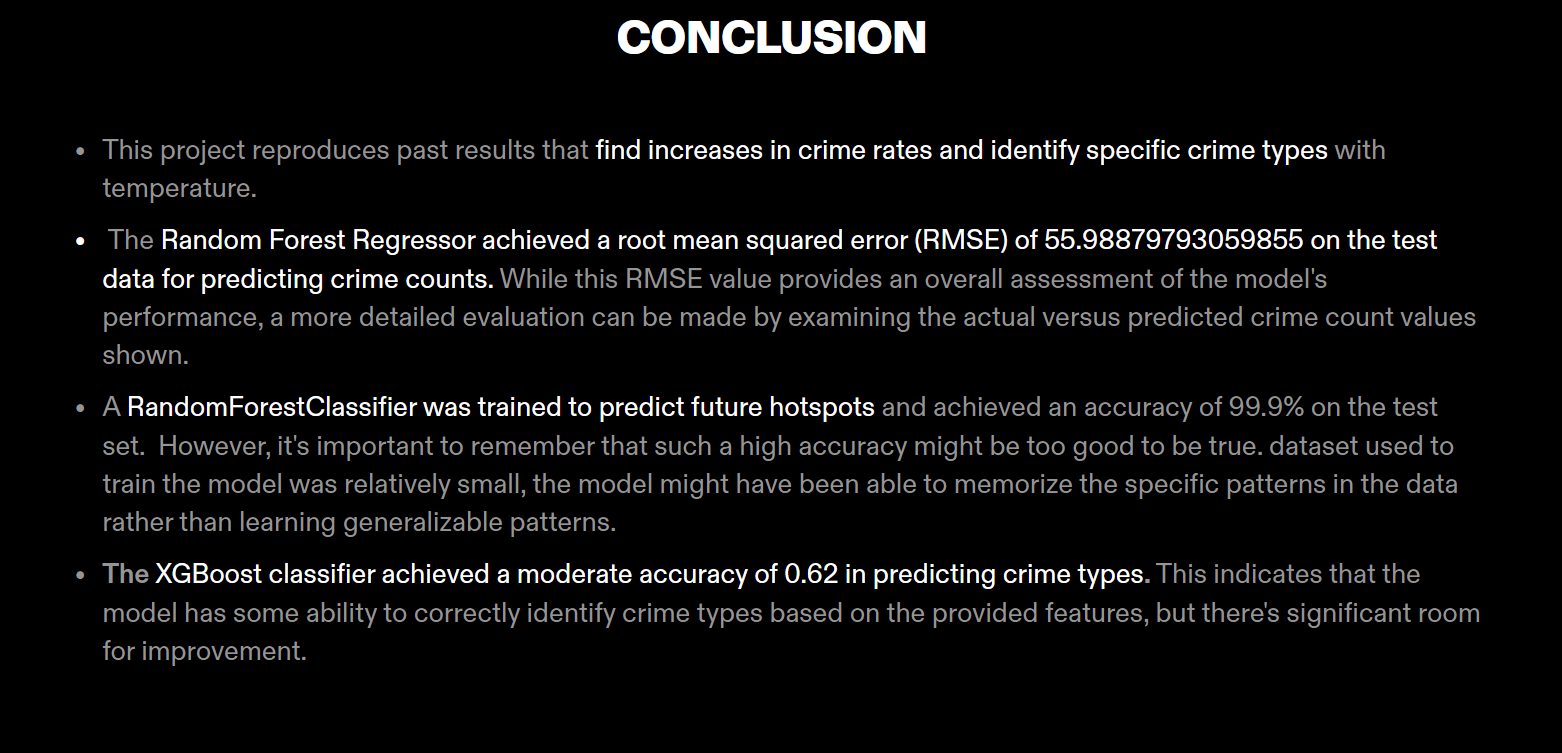 CONCLUSION
• This project reproduces past results that find increases in crime rates and identify specific crime types with
temperature.
• The Random Forest Regressor achieved a root mean squared error (RMSE) of 55.98879793059855 on the test
data for predicting crime counts. While this RMSE value provides an overall assessment of the model's
performance, a more detailed evaluation can be made by examining the actual versus predicted crime count values
shown.
• A RandomForestClassifier was trained to predict future hotspots and achieved an accuracy of 99.9% on the test
set.  However, it's important to remember that such a high accuracy might be too good to be true. dataset used to
train the model was relatively small, the model might have been able to memorize the specific patterns in the data
rather than learning generalizable patterns.
• The XGBoost classifier achieved a moderate accuracy of 0.62 in predicting crime types. This indicates that the
model has some ability to correctly identify crime types based on the provided features, but there's significant room
for improvement.